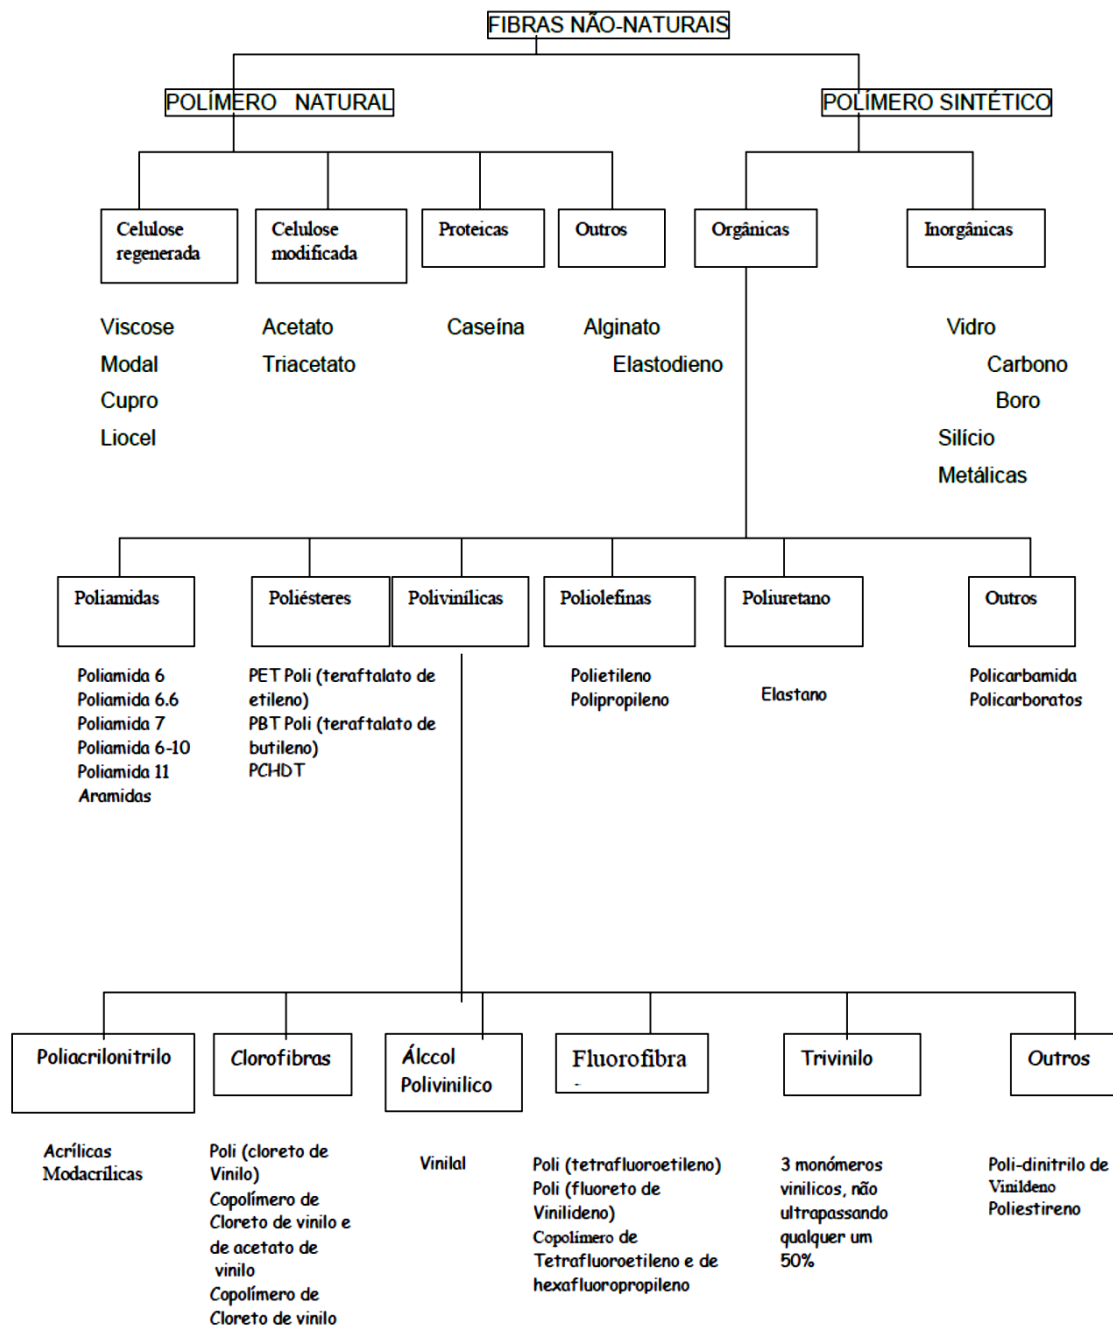 FIBRAS NÃO-NATURAIS
POLÍMERO NATURAL
POLÍMERO SINTÉTICO
Celulose
regenerada
Celulose
modificada
Proteicas
Outros
Orgânicas
Inorgânicas
Viscose
Modal
Cupro
Liocel
Acetato
Triacetato
Caseína
Alginato
Elastodieno
Vidro
Carbono
Boro
Silício
Metálicas
Poliamidas
Poliésteres
Polivinílicas
Poliolefinas
Poliuretano
Outros
Poliamida 6
Poliamida 6.6
Poliamida 7
Poliamida 6-10
Poliamida 11
Aramidas
PET Poli (teraftalato de
etileno)
PBT Poli (teraftalato de
butileno)
PCHDT
Polietileno
Polipropileno
Elastano
Policarbamida
Policarboratos
Poliacrilonitrilo
Clorofibras
Álccol
Polivinilico
Fluorofibra
Trivinilo
Outros
Acrílicas
Modacrílicas
Poli (cloreto de
Vinilo)
Copolímero de
Cloreto de vinilo e
de acetato de
vinilo
Copolímero de
Cloreto de vinilo
Vinilal
Poli (tetrafluoroetileno)
Poli (fluoreto de
Vinilideno)
Copolímero de
Tetrafluoroetileno e de
hexafluoropropileno
3 monómeros
vinilicos, não
ultrapassando
qualquer um
50%
Poli-dinitrilo de
Vinildeno
Poliestireno